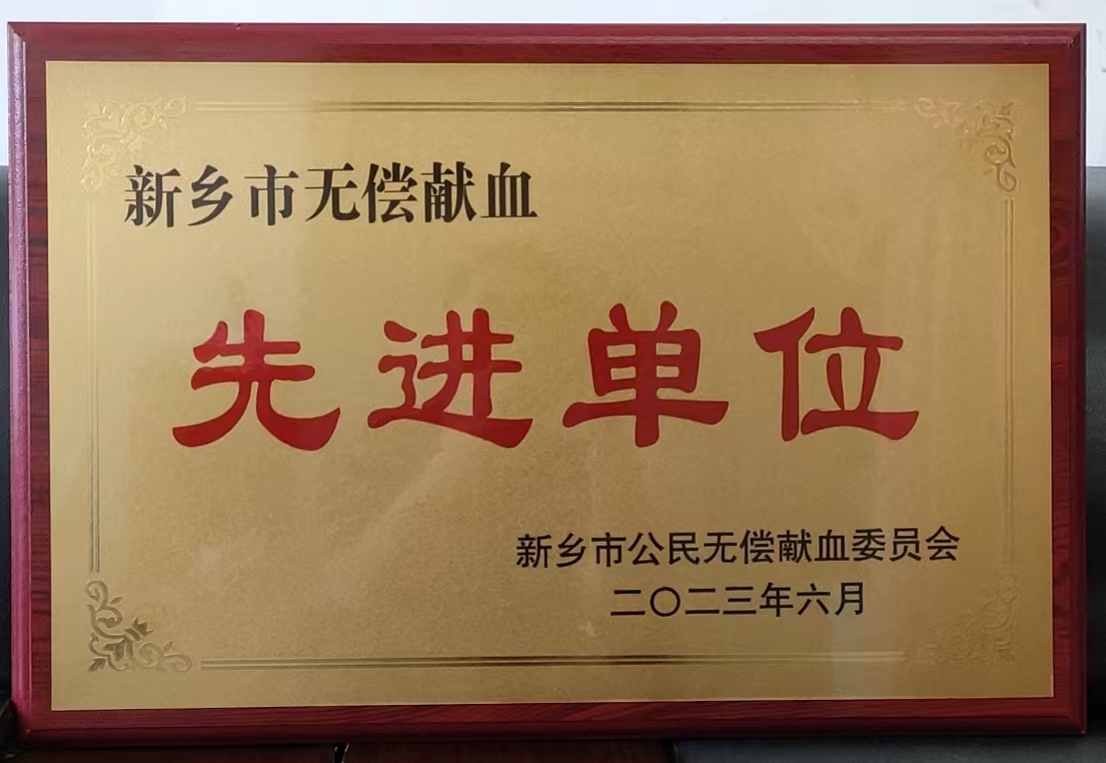 新乡市无偿献血
先进单位
新乡市公民无偿献血委员会
二〇二三年六月